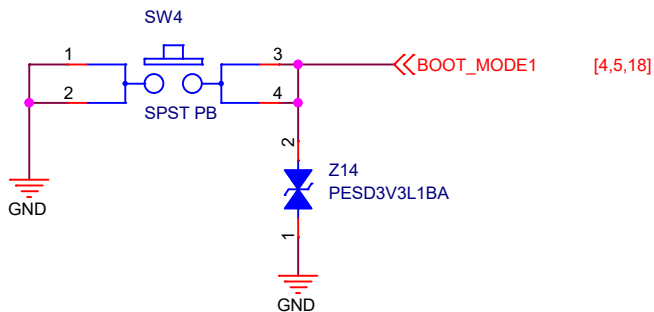 SW4
1
3
BOOT_MODE1 [4,5,18]
2
4
SPST PB
2
Z14
PESD3V3L1BA
GND
1
GND